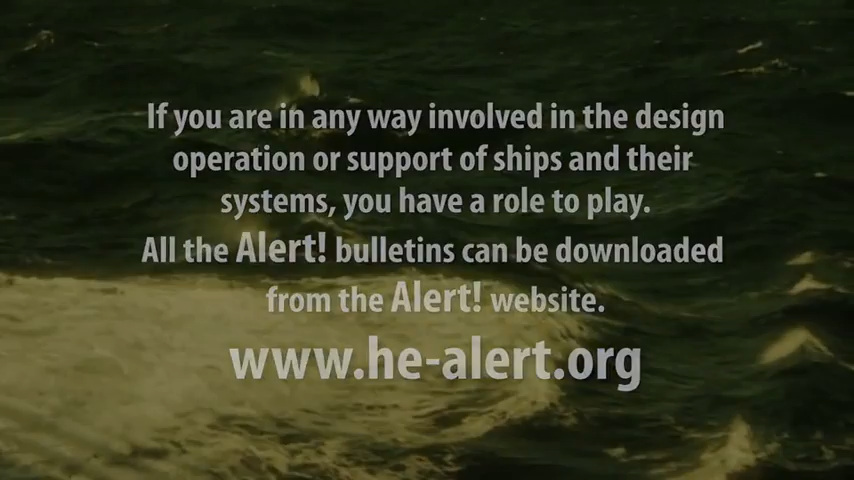 If you are in any way involved in the design
operation or support of ships and their
systems, you have a role to play.
All the Alert! bulletins can be downloaded
from the Alert! website.
www.he-alert.org